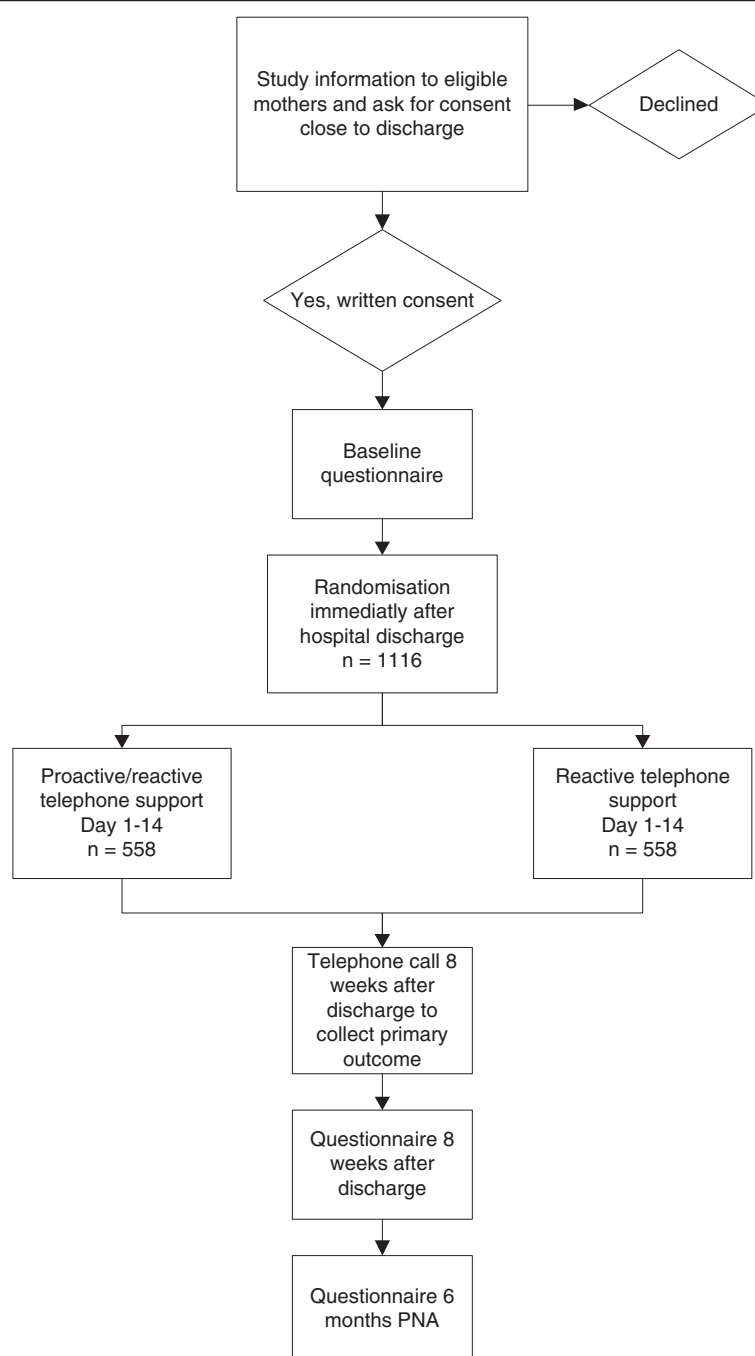 Study information to eligible
mothers and ask for consent
close to discharge
Declined
Yes, written consent
Baseline
questionnaire
Randomisation
immediatly after
hospital discharge
n = 1116
Proactive/reactive
telephone support
Day 1-14
n = 558
Reactive telephone
support
Day 1-14
n = 558
Telephone call 8
weeks after
discharge to
collect primary
outcome
Questionnaire 8
weeks after
discharge
Questionnaire 6
months PNA